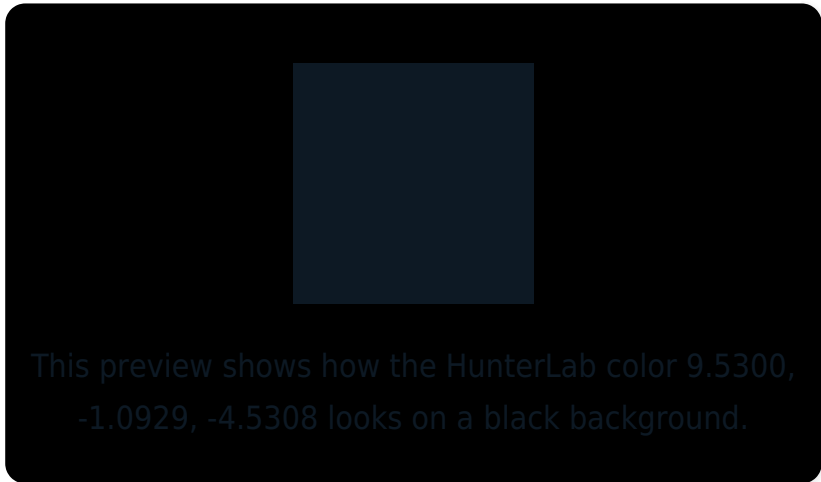 This preview shows how the HunterLab color 9.5300,
-1.0929, -4.5308 looks on a black background.